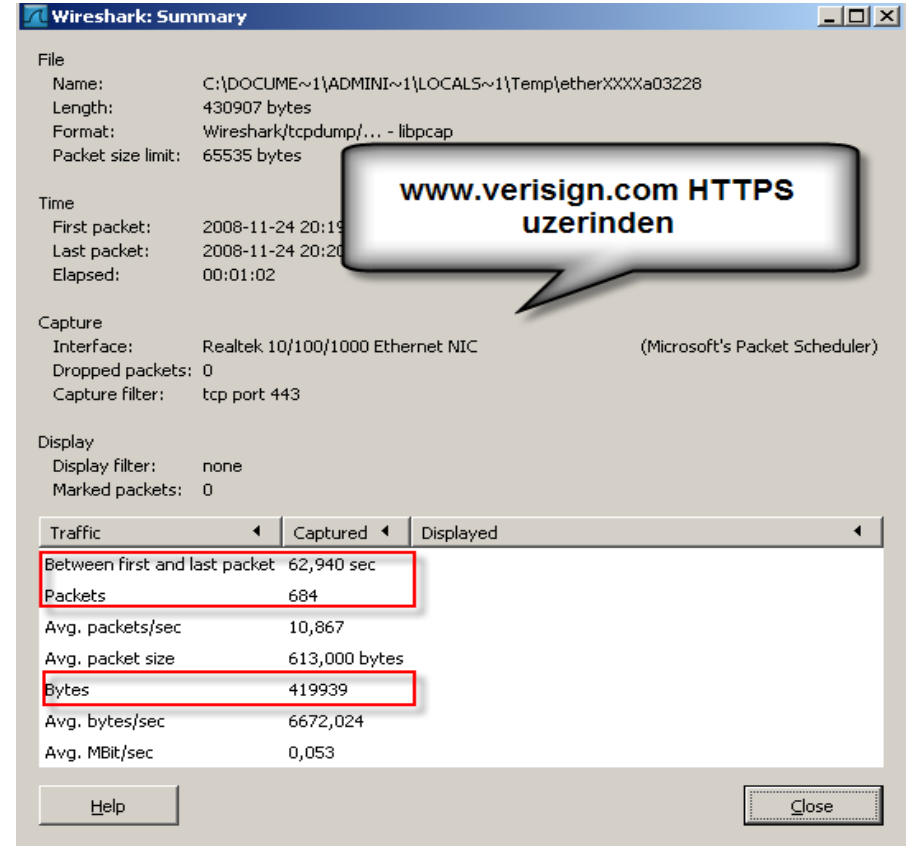 Wireshark: Summary
File
Name: C:\DOCUME~1\ADMINI~1\LOCALS~1\Temp\etherXXXXa03228
Length: 430907 bytes
Format: Wireshark/tcpdump/... - libpcap
Packet size limit: 65535 bytes
www.verisign.com HTTPS
uzerinden
Time
First packet: 2008-11-24 20:19
Last packet: 2008-11-24 20:20
Elapsed: 00:01:02
Capture
Interface: Realtek 10/100/1000 Ethernet NIC (Microsoft's Packet Scheduler)
Dropped packets: 0
Capture filter: tcp port 443
Display
Display filter: none
Marked packets: 0
Traffic Captured Displayed
Between first and last packet 62,940 sec
Packets 684
Avg. packets/sec 10,867
Avg. packet size 613,000 bytes
Bytes 419939
Avg. bytes/sec 6672,024
Avg. MBit/sec 0,053
Help Close